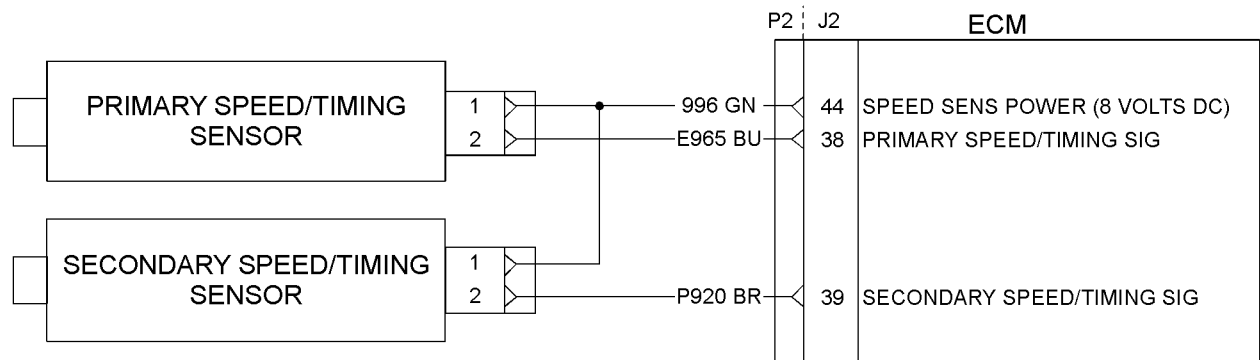 P2 J2 ECM
PRIMARY SPEED/TIMING
SENSOR
1
2
996 GN
E965 BU
44 SPEED SENS POWER (8 VOLTS DC)
38 PRIMARY SPEED/TIMING SIG
SECONDARY SPEED/TIMING
SENSOR
1
2
P920 BR
39 SECONDARY SPEED/TIMING SIG